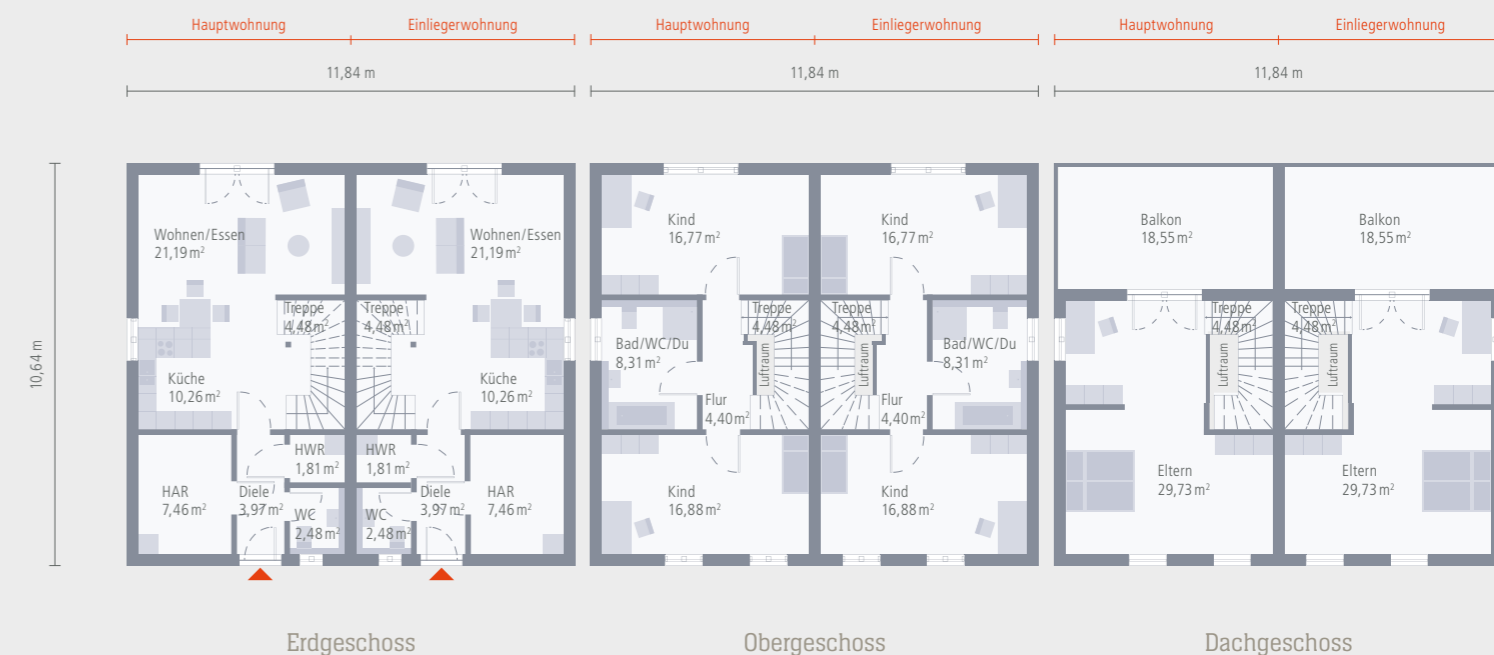 Hauptwohnung Einliegerwohnung Hauptwohnung Einliegerwohnung Hauptwohnung Einliegerwohnung
11,84 m 11,84 m 11,84 m
10,64 m
Wohnen/Essen
21,19 m²
Wohnen/Essen
21,19 m²
Treppe
4,48 m²
Treppe
4,48 m²
Küche
10,26 m²
Küche
10,26 m²
HWR
1,81 m²
HWR
1,81 m²
HAR
7,46 m²
Diele
3,97 m²
WC
2,48 m²
WC
2,48 m²
Diele
3,97 m²
HAR
7,46 m²
Erdgeschoss
Kind
16,77 m²
Kind
16,77 m²
Treppe
4,48 m²
Treppe
4,48 m²
Bad/WC/Du
8,31 m²
Luftraum
Luftraum
Bad/WC/Du
8,31 m²
Flur
4,40 m²
Flur
4,40 m²
Kind
16,88 m²
Kind
16,88 m²
Obergeschoss
Balkon
18,55 m²
Balkon
18,55 m²
Treppe
4,48 m²
Treppe
4,48 m²
Luftraum
Luftraum
Eltern
29,73 m²
Eltern
29,73 m²
Dachgeschoss